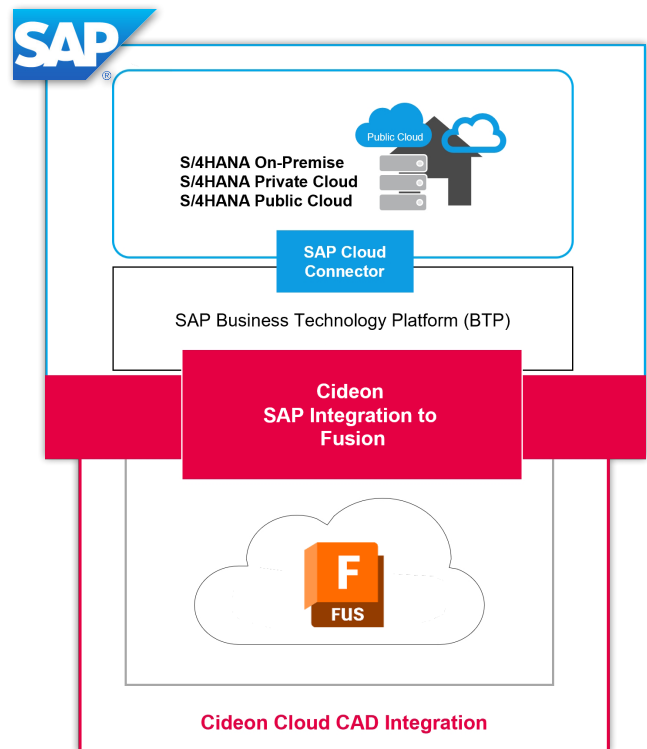 SAP
®
Public Cloud
S/4HANA On-Premise
S/4HANA Private Cloud
S/4HANA Public Cloud
SAP Cloud
Connector
SAP Business Technology Platform (BTP)
Cideon
SAP Integration to
Fusion
F
FUS
Cideon Cloud CAD Integration